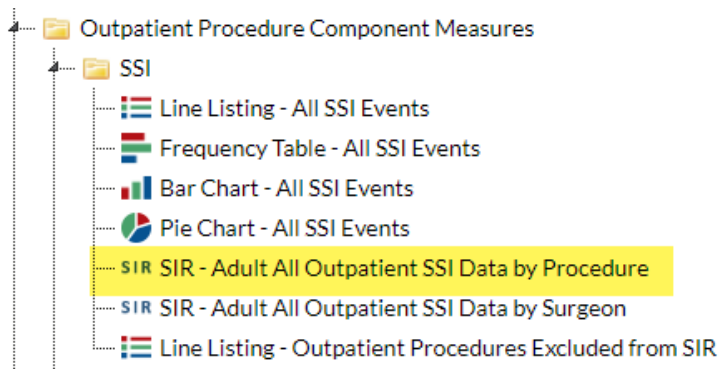 Outpatient Procedure Component Measures
SSI
Line Listing - All SSI Events
Frequency Table - All SSI Events
Bar Chart - All SSI Events
Pie Chart - All SSI Events
SIR SIR - Adult All Outpatient SSI Data by Procedure
SIR SIR - Adult All Outpatient SSI Data by Surgeon
Line Listing - Outpatient Procedures Excluded from SIR